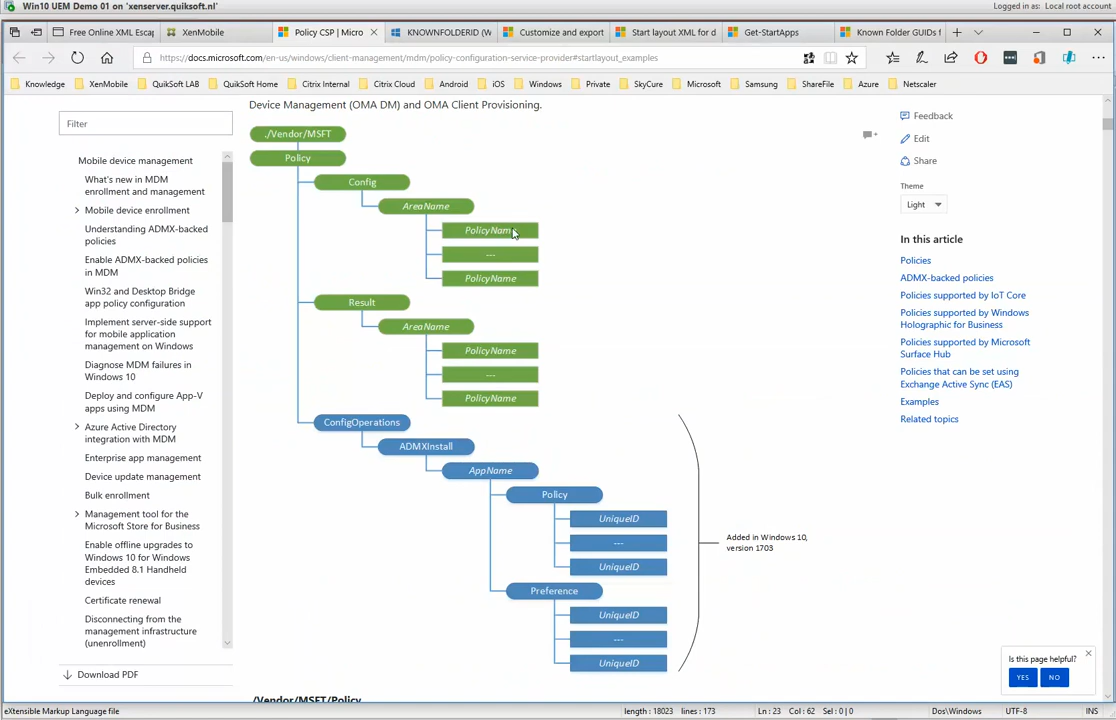 Win10 UEM Demo 01 on 'xenserver.quiksoft.nl'
Logged in as: Local root account
Free Online XML Escap
XenMobile
Policy CSP | Micro
KNOWNFOLDERID (W
Customize and export
Start layout XML for d
Get-StartApps
Known Folder GUIDs f
https://docs.microsoft.com/en-us/windows/client-management/mdm/policy-configuration-service-provider#startlayout_examples
Knowledge
XenMobile
QuikSoft LAB
QuikSoft Home
Citrix Internal
Citrix Cloud
Android
iOS
Windows
Private
SkyCure
Microsoft
Samsung
ShareFile
Azure
Netscaler
Device Management (OMA DM) and OMA Client Provisioning.
Filter
Mobile device management
What's new in MDM
enrollment and management
Mobile device enrollment
Understanding ADMX-backed
policies
Enable ADMX-backed policies
in MDM
Win32 and Desktop Bridge
app policy configuration
Implement server-side support
for mobile application
management on Windows
Diagnose MDM failures in
Windows 10
Deploy and configure App-V
apps using MDM
Azure Active Directory
integration with MDM
Enterprise app management
Device update management
Bulk enrollment
Management tool for the
Microsoft Store for Business
Enable offline upgrades to
Windows 10 for Windows
Embedded 8.1 Handheld
devices
Certificate renewal
Disconnecting from the
management infrastructure
(unenrollment)
Download PDF
./Vendor/MSFT
Policy
Config
AreaName
PolicyName
---
PolicyName
Result
AreaName
PolicyName
---
PolicyName
ConfigOperations
ADMXInstall
AppName
Policy
UniqueID
---
UniqueID
Preference
UniqueID
---
UniqueID
Added in Windows 10,
version 1703
./Vendor/MSFT/Policy
Feedback
Edit
Share
Theme
Light
In this article
Policies
ADMX-backed policies
Policies supported by IoT Core
Policies supported by Windows
Holographic for Business
Policies supported by Microsoft
Surface Hub
Policies that can be set using
Exchange Active Sync (EAS)
Examples
Related topics
Is this page helpful?
YES
NO
eXtensible Markup Language file
length : 18023 lines : 173
Ln : 23 Col : 62 Sel : 0 | 0
Dos\Windows
UTF-8
INS